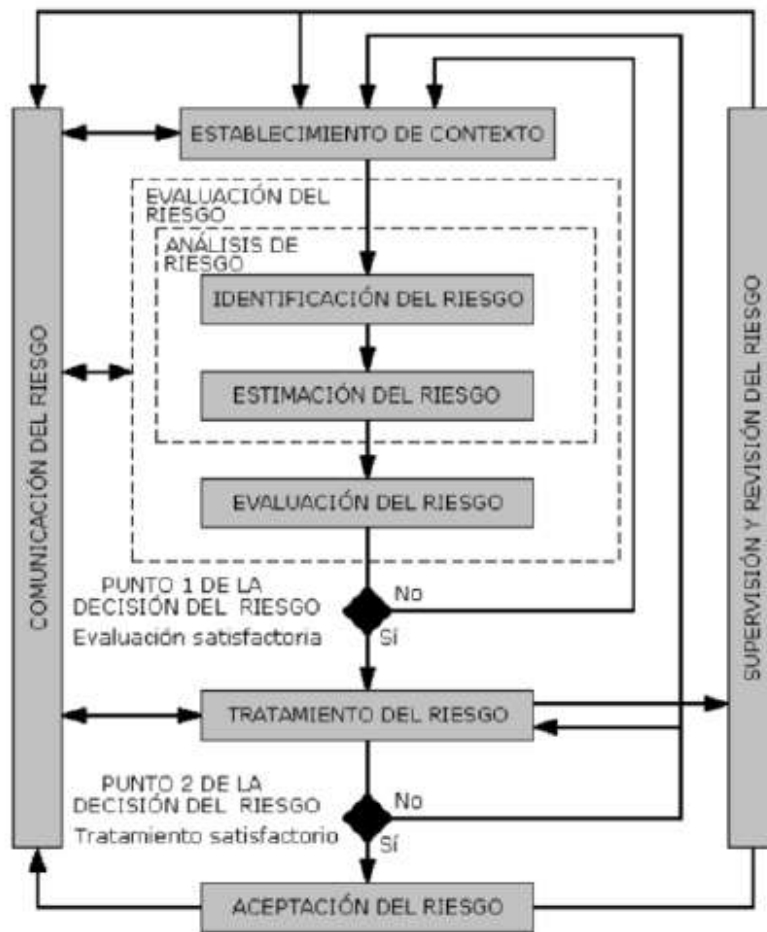 ESTABLECIMIENTO DE CONTEXTO
EVALUACIÓN DEL
RIESGO
ANÁLISIS DE
RIESGO
IDENTIFICACIÓN DEL RIESGO
ESTIMACIÓN DEL RIESGO
EVALUACIÓN DEL RIESGO
COMUNICACIÓN DEL RIESGO
SUPERVISIÓN Y REVISIÓN DEL RIESGO
PUNTO 1 DE LA
DECISIÓN DEL RIESGO
Evaluación satisfactoria
No
Sí
TRATAMIENTO DEL RIESGO
PUNTO 2 DE LA
DECISIÓN DEL RIESGO
Tratamiento satisfactorio
No
Sí
ACEPTACIÓN DEL RIESGO